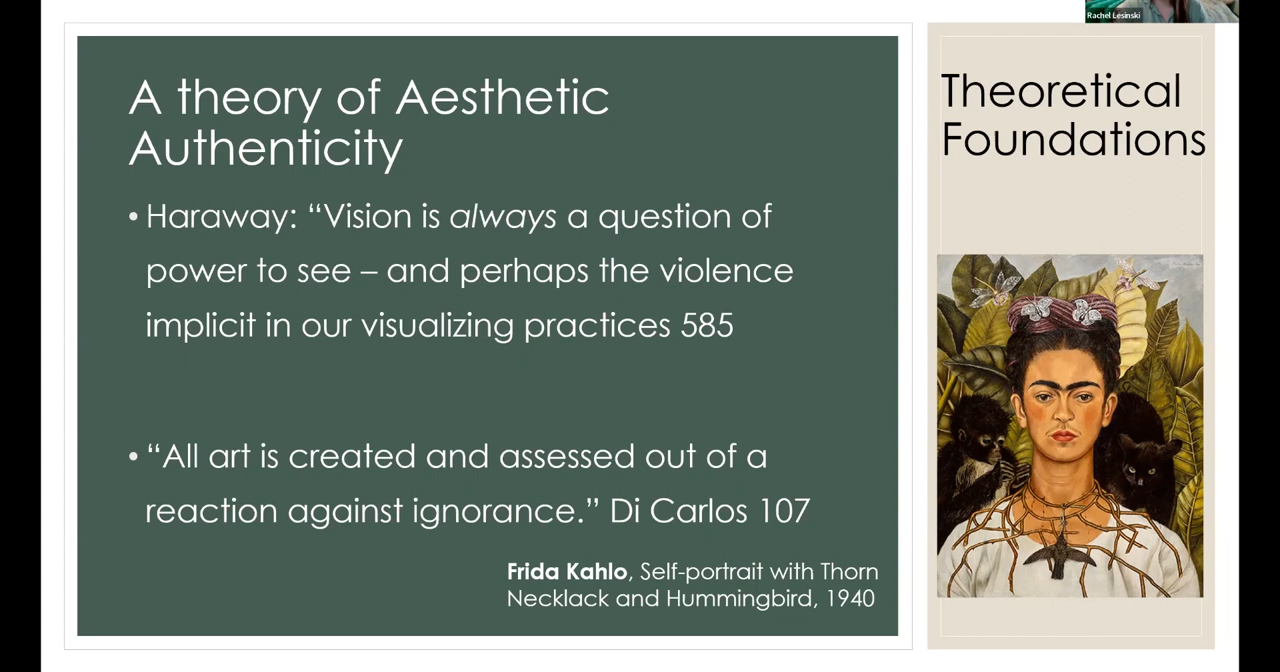 Rachel Lesinski
A theory of Aesthetic
Authenticity
• Haraway: “Vision is always a question of
power to see – and perhaps the violence
implicit in our visualizing practices 585
• “All art is created and assessed out of a
reaction against ignorance.” Di Carlos 107
Frida Kahlo, Self-portrait with Thorn
Necklack and Hummingbird, 1940
Theoretical
Foundations